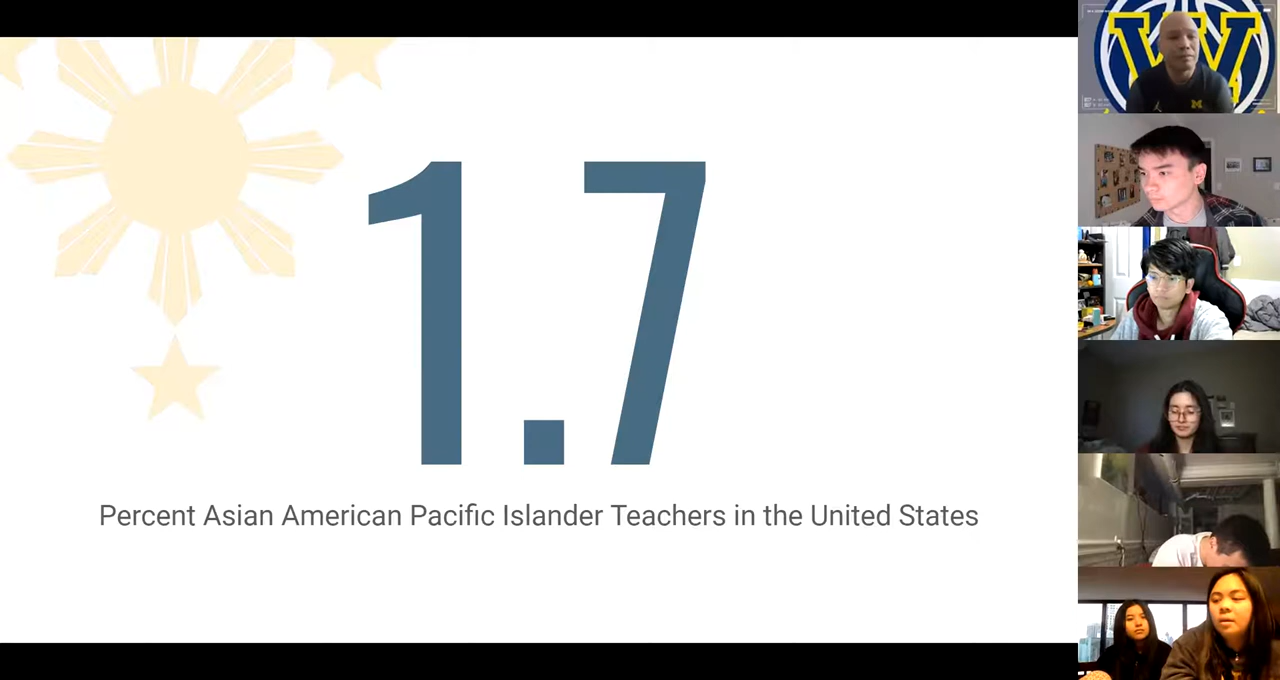 1.7
Percent Asian American Pacific Islander Teachers in the United States
W
M